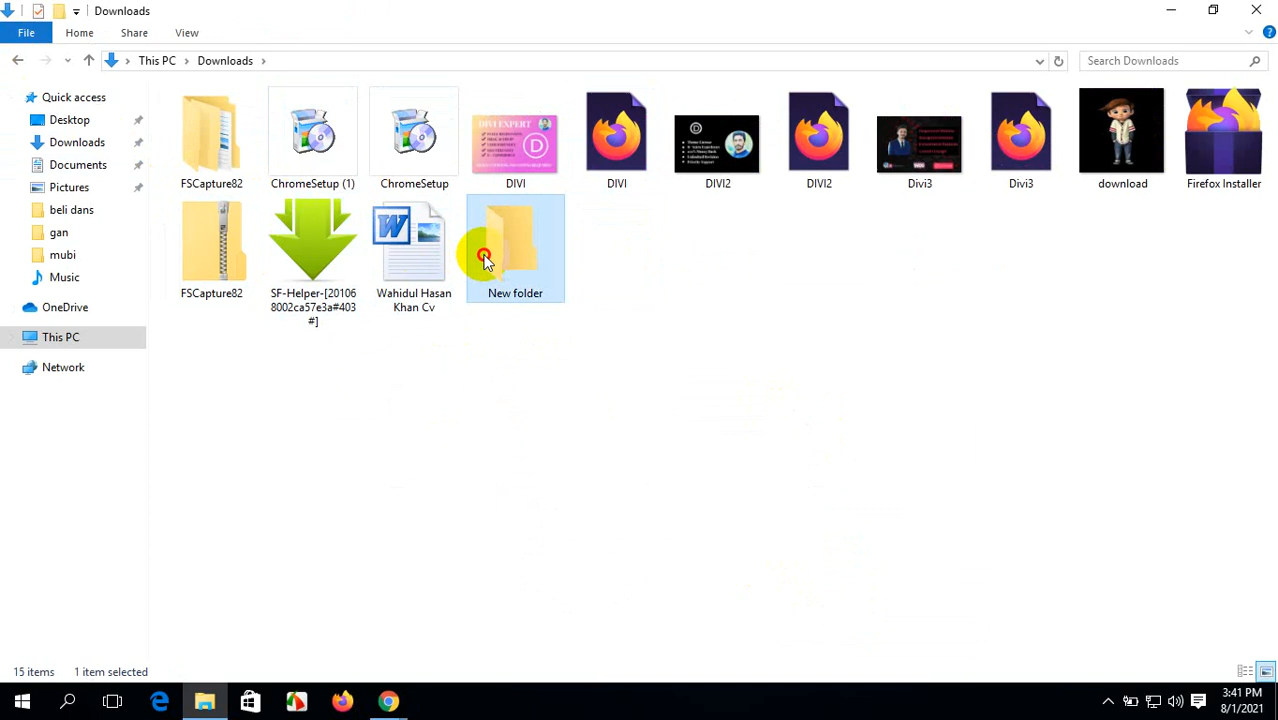 Downloads
File
Home
Share
View
This PC
Downloads
Search Downloads
Quick access
Desktop
Downloads
Documents
Pictures
beli dans
gan
mubi
Music
OneDrive
This PC
Network
DIVI EXPERT
FSCapture82
ChromeSetup (1)
ChromeSetup
DIVI
DIVI
DIVI2
DIVI2
Divi3
Divi3
download
Firefox Installer
FSCapture82
SF-Helper-[20106
8002ca57e3a#403
#]
Wahidul Hasan
Khan Cv
New folder
15 items
1 item selected
3:41 PM
8/1/2021